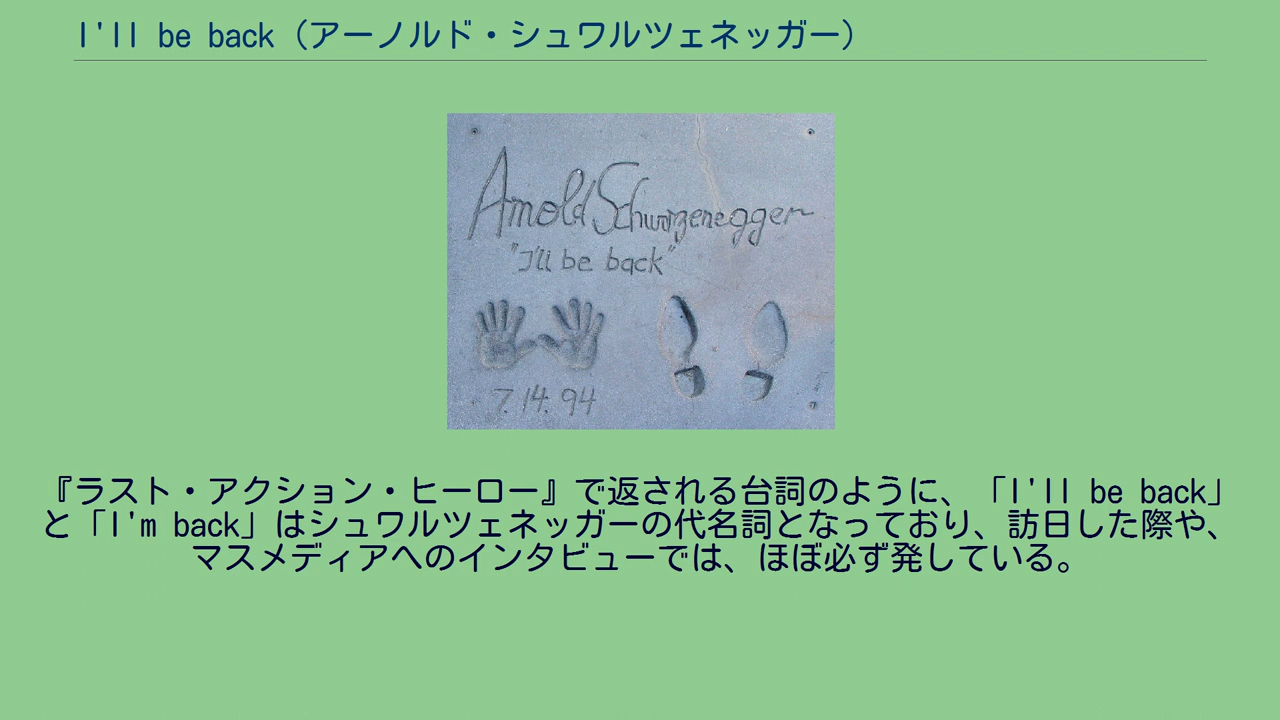 I'll be back（アーノルド・シュワルツェネッガー）
Arnold Schwarzenegger
"I'll be back"
7.14.94
『ラスト・アクション・ヒーロー』で返される台詞のように、「I'll be back」
と「I'm back」はシュワルツェネッガーの代名詞となっており、訪日した際や、
マスメディアへのインタビューでは、ほぼ必ず発している。